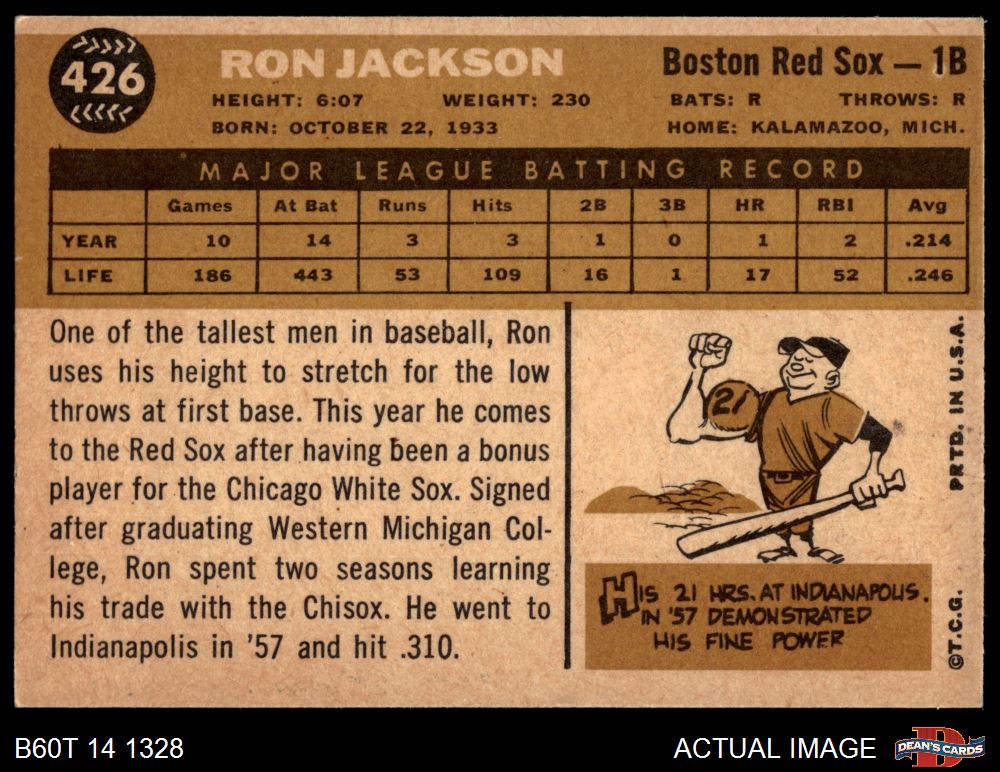 426
RON JACKSON
Boston Red Sox — 1B
HEIGHT: 6:07 WEIGHT: 230 BATS: R THROWS: R
BORN: OCTOBER 22, 1933 HOME: KALAMAZOO, MICH.
MAJOR LEAGUE BATTING RECORD
Games At Bat Runs Hits 2B 3B HR RBI Avg
YEAR 10 14 3 3 1 0 1 2 .214
LIFE 186 443 53 109 16 1 17 52 .246
One of the tallest men in baseball, Ron
uses his height to stretch for the low
throws at first base. This year he comes
to the Red Sox after having been a bonus
player for the Chicago White Sox. Signed
after graduating Western Michigan Col-
lege, Ron spent two seasons learning
his trade with the Chisox. He went to
Indianapolis in '57 and hit .310.
21
HIS 21 HRS. AT INDIANAPOLIS.
IN '57 DEMONSTRATED
HIS FINE POWER
©T.C.G. PRTD. IN U.S.A.
B60T 14 1328
ACTUAL IMAGE
D
DEAN'S CARDS